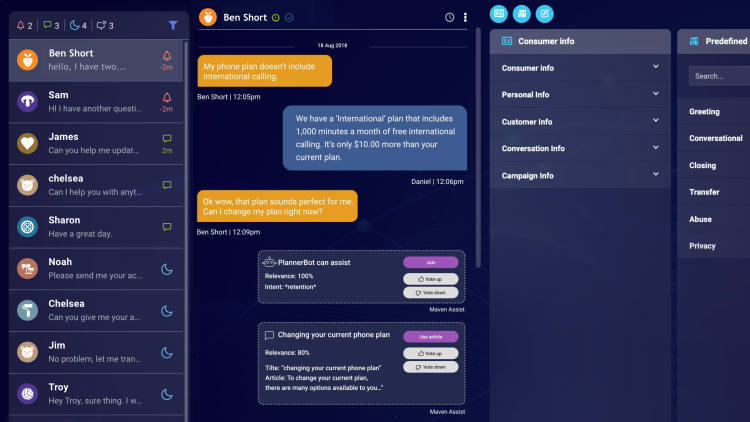 2
3
4
3
Ben Short
hello, I have two...
-2m
Sam
HI I have another questi...
-2m
James
Can you help me updat...
2m
chelsea
Can I help you with anyt...
Sharon
Have a great day.
Noah
Please send me your ac...
Chelsea
Can you give me your a...
Jim
No problem, let me tran...
Troy
Hey Troy, sure thing. I w...
Ben Short
18 Aug 2018
My phone plan doesn't include
international calling.
Ben Short | 12:05pm
We have a 'International' plan that includes
1,000 minutes a month of free international
calling. It's only $10.00 more than your
current plan.
Daniel | 12:06pm
Ok wow, that plan sounds perfect for me.
Can I change my plan right now?
Ben Short | 12:09pm
PlannerBot can assist
Join
Relevance: 100%
Vote up
Intent: *retention*
Vote down
Maven Assist
Changing your current phone plan
Use article
Relevance: 80%
Vote up
Vote down
Tilte: "changing your current phone plan"
Article: To change your current plan,
there are many options available to you..."
Maven Assist
Consumer info
Consumer info
Personal Info
Customer Info
Conversation Info
Campaign Info
Predefined
Search...
Greeting
Conversational
Closing
Transfer
Abuse
Privacy